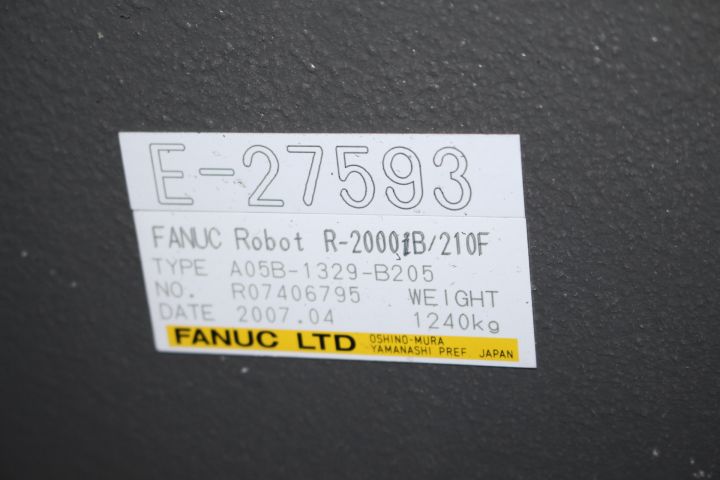 E-27593
FANUC Robot R-2000iB/210F
TYPE A05B-1329-B205
NO. R07406795 WEIGHT
DATE 2007.04 1240kg
FANUC LTD OSHINO-MURA
YAMANASHI PREF. JAPAN